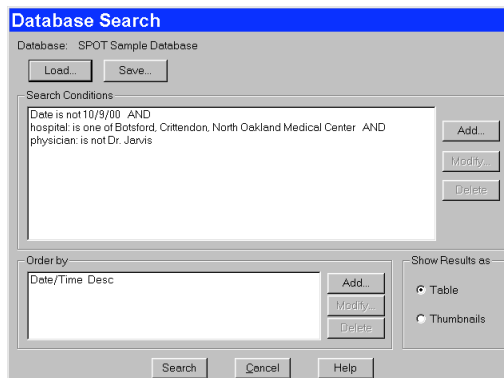 Database Search
Database: SPOT Sample Database
Load... Save...
Search Conditions
Date is not 10/9/00 AND
hospital: is one of Botsford, Crittendon, North Oakland Medical Center AND
physician: is not Dr. Jarvis
Add...
Modify...
Delete
Order by
Date/Time Desc
Add...
Modify...
Delete
Show Results as
Table
Thumbnails
Search Cancel Help